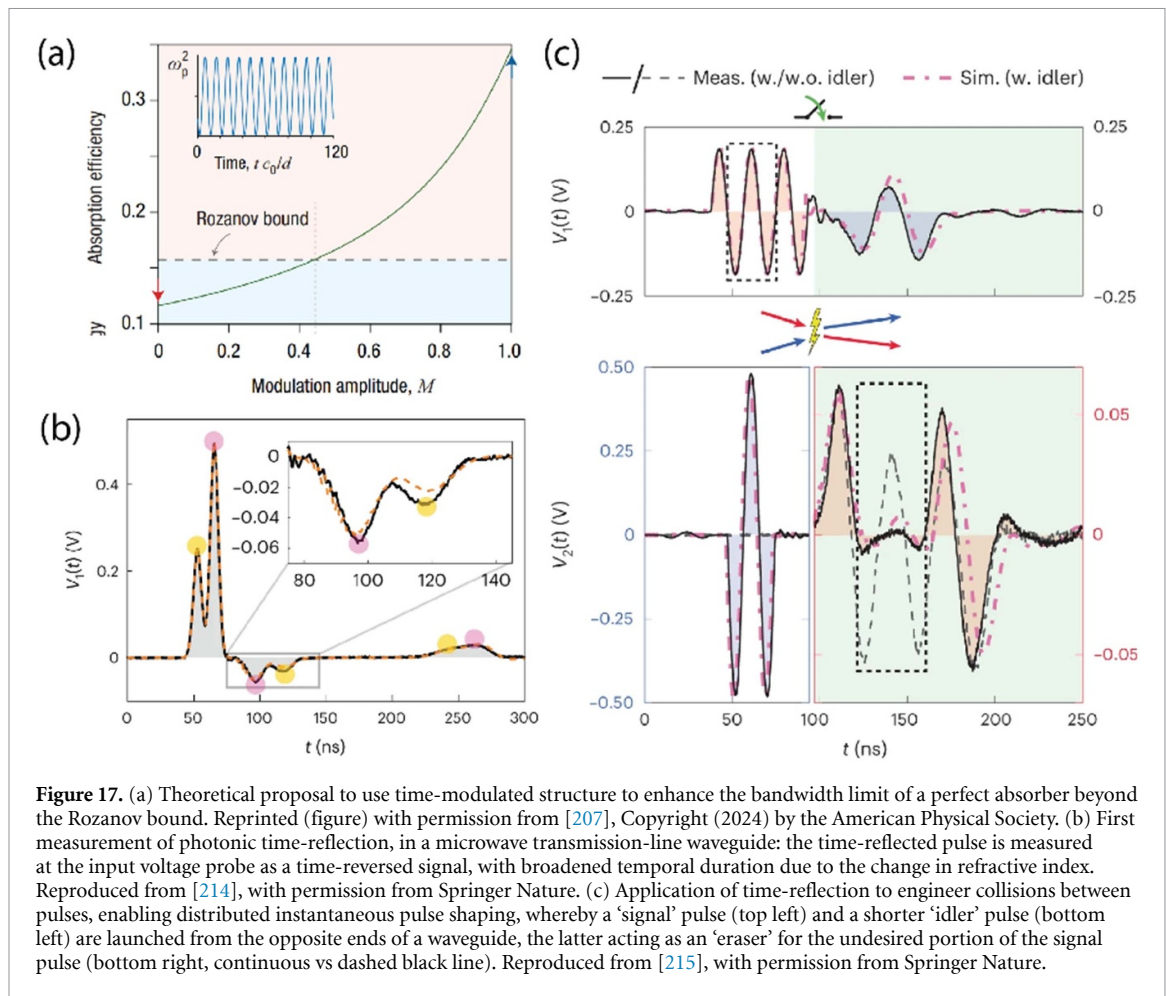 (a)
ω_p^2
0.3
0.2
0.1
Absorption efficiency
gy
0
120
Time, t c_0/d
Rozanov bound
0
0.2
0.4
0.6
0.8
1.0
Modulation amplitude, M
(b)
0.4
0.2
0
V_1(t) (V)
0
−0.02
−0.04
−0.06
80
100
120
140
0
50
100
150
200
250
300
t (ns)
(c)
Meas. (w./w.o. idler)
Sim. (w. idler)
0.25
0
−0.25
V_1(t) (V)
0.25
0
−0.25
0.50
0.25
0
−0.25
−0.50
V_2(t) (V)
0.05
0
−0.05
0
50
100
150
200
250
t (ns)
Figure 17. (a) Theoretical proposal to use time-modulated structure to enhance the bandwidth limit of a perfect absorber beyond
the Rozanov bound. Reprinted (figure) with permission from [207], Copyright (2024) by the American Physical Society. (b) First
measurement of photonic time-reflection, in a microwave transmission-line waveguide: the time-reflected pulse is measured
at the input voltage probe as a time-reversed signal, with broadened temporal duration due to the change in refractive index.
Reproduced from [214], with permission from Springer Nature. (c) Application of time-reflection to engineer collisions between
pulses, enabling distributed instantaneous pulse shaping, whereby a ‘signal’ pulse (top left) and a shorter ‘idler’ pulse (bottom
left) are launched from the opposite ends of a waveguide, the latter acting as an ‘eraser’ for the undesired portion of the signal
pulse (bottom right, continuous vs dashed black line). Reproduced from [215], with permission from Springer Nature.